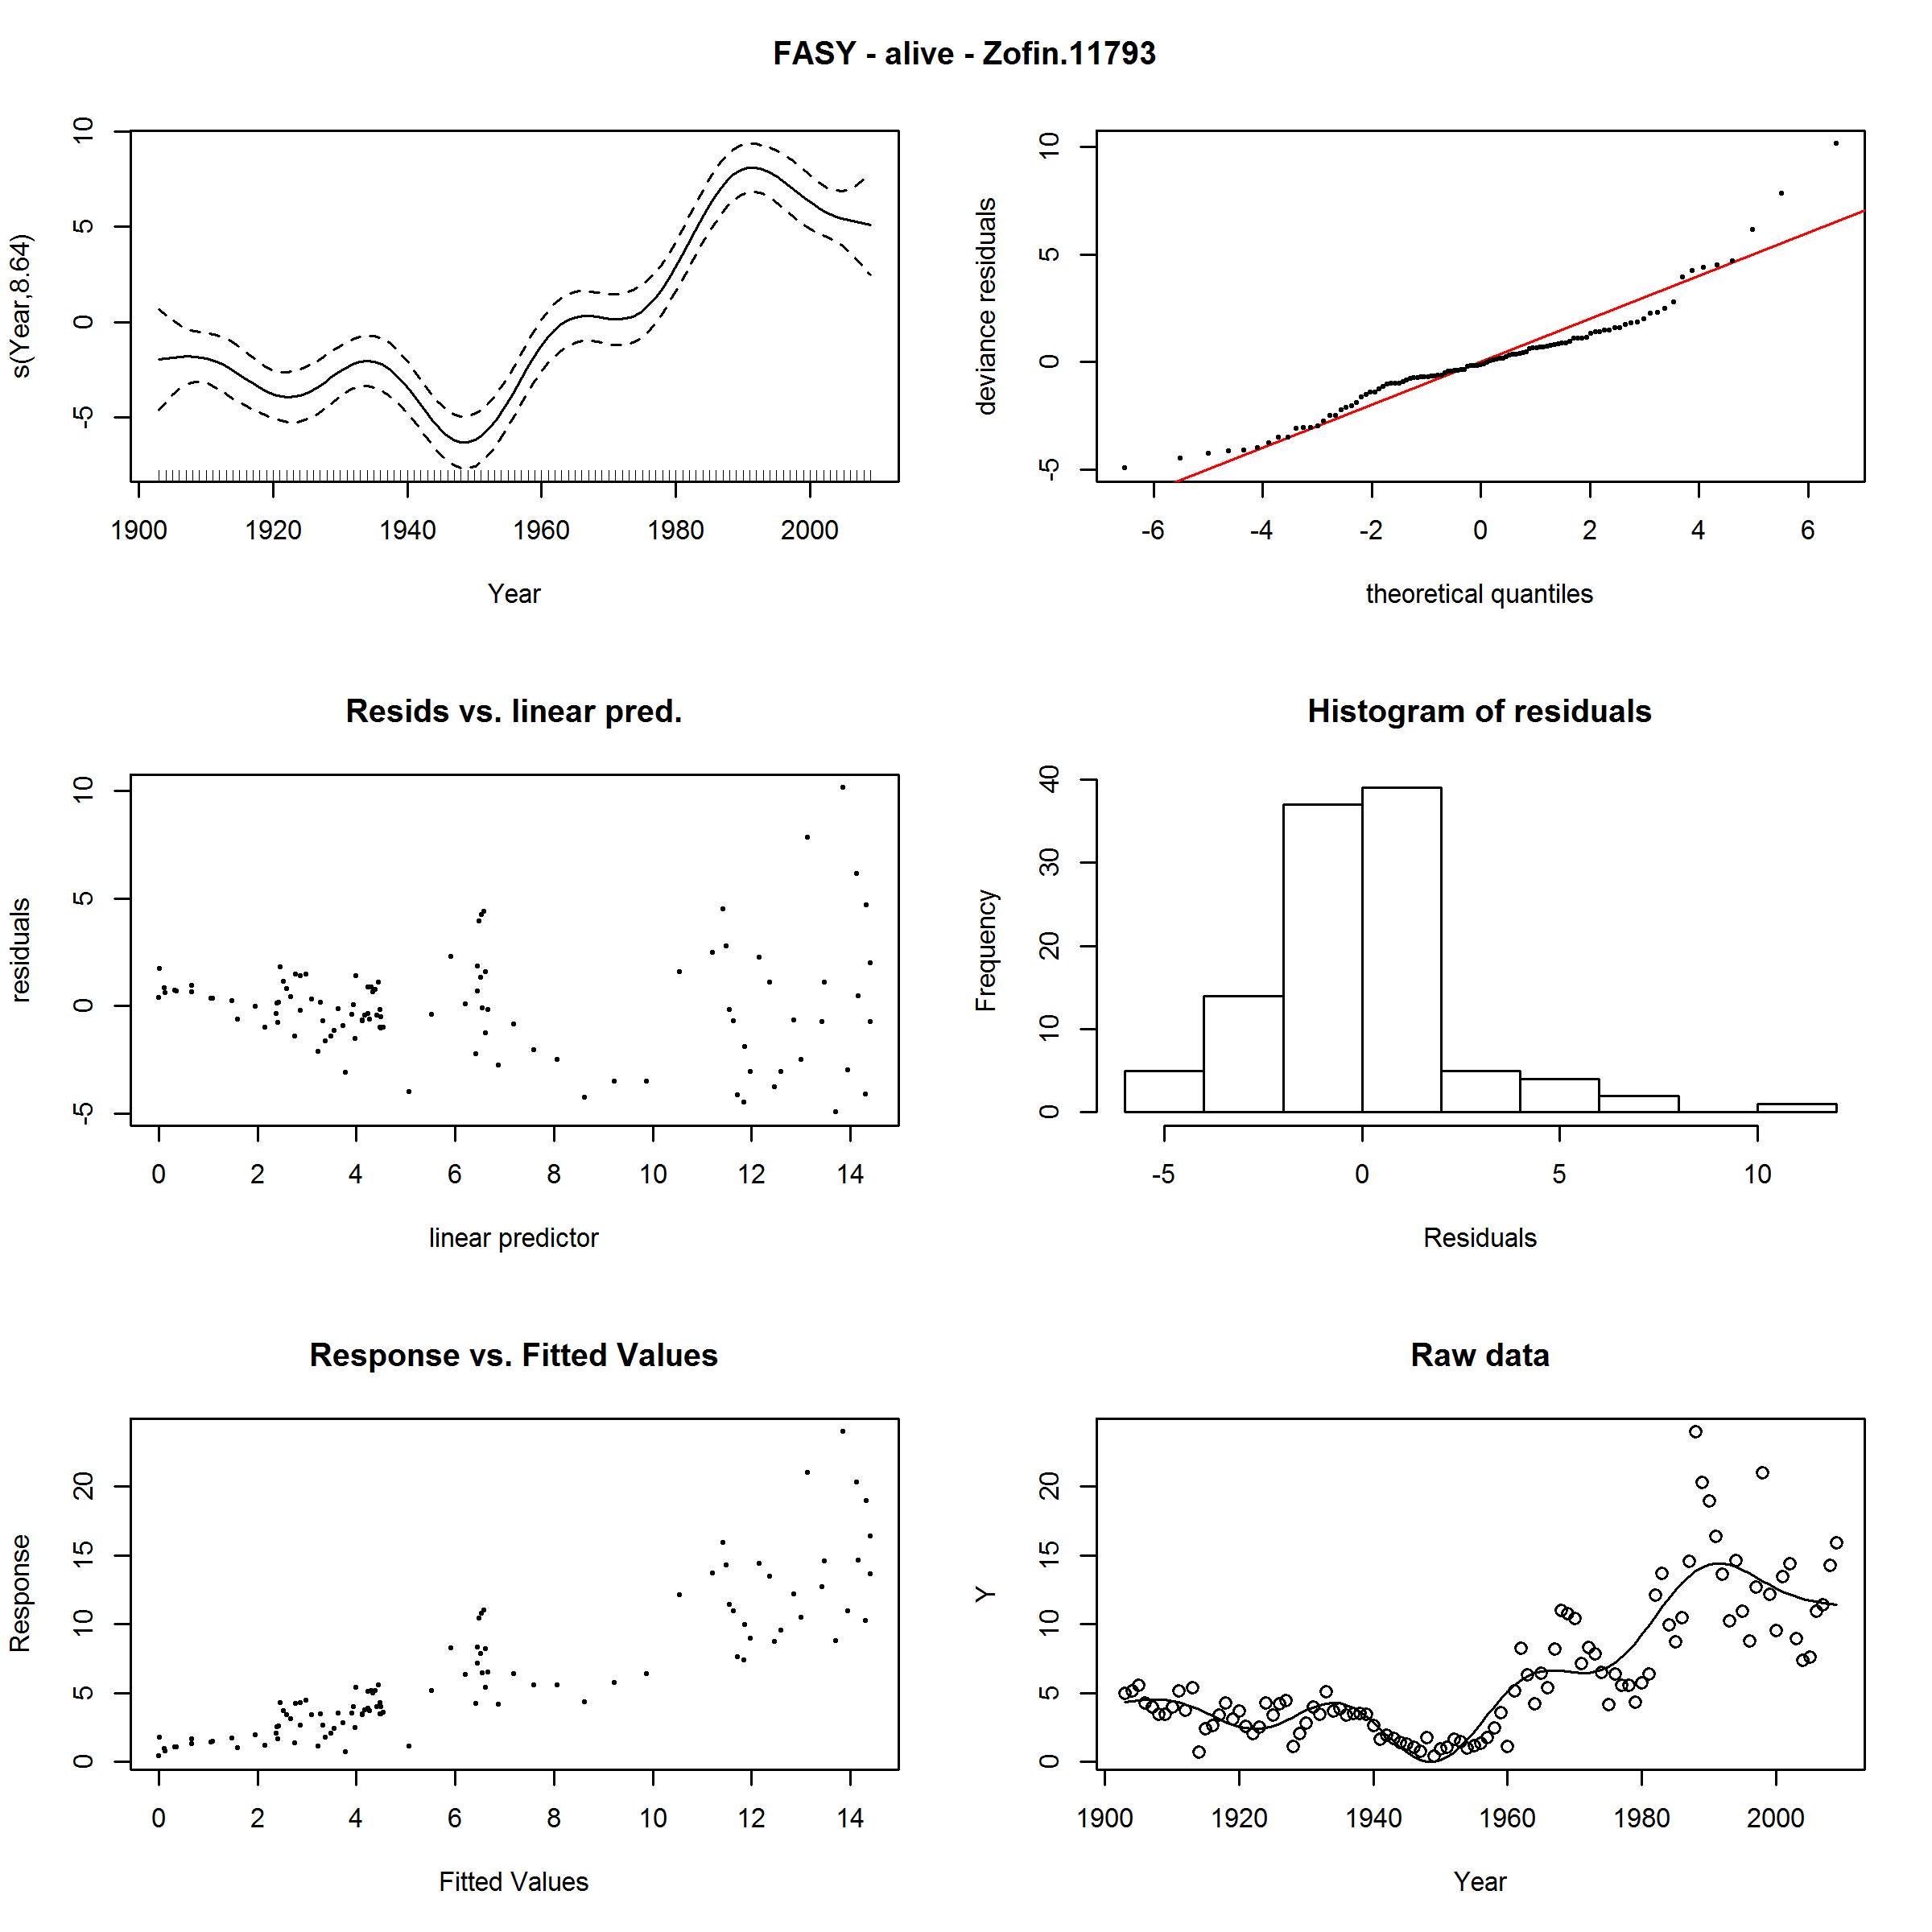 FASY - alive - Zofin.11793
s(Year,8.64)
-5 0 5 10
1900 1920 1940 1960 1980 2000
Year
deviance residuals
-5 0 5 10
-6 -4 -2 0 2 4 6
theoretical quantiles
Resids vs. linear pred.
residuals
-5 0 5 10
0 2 4 6 8 10 12 14
linear predictor
Histogram of residuals
Frequency
0 10 20 30 40
-5 0 5 10
Residuals
Response vs. Fitted Values
Response
0 5 10 15 20
0 2 4 6 8 10 12 14
Fitted Values
Raw data
Y
0 5 10 15 20
1900 1920 1940 1960 1980 2000
Year